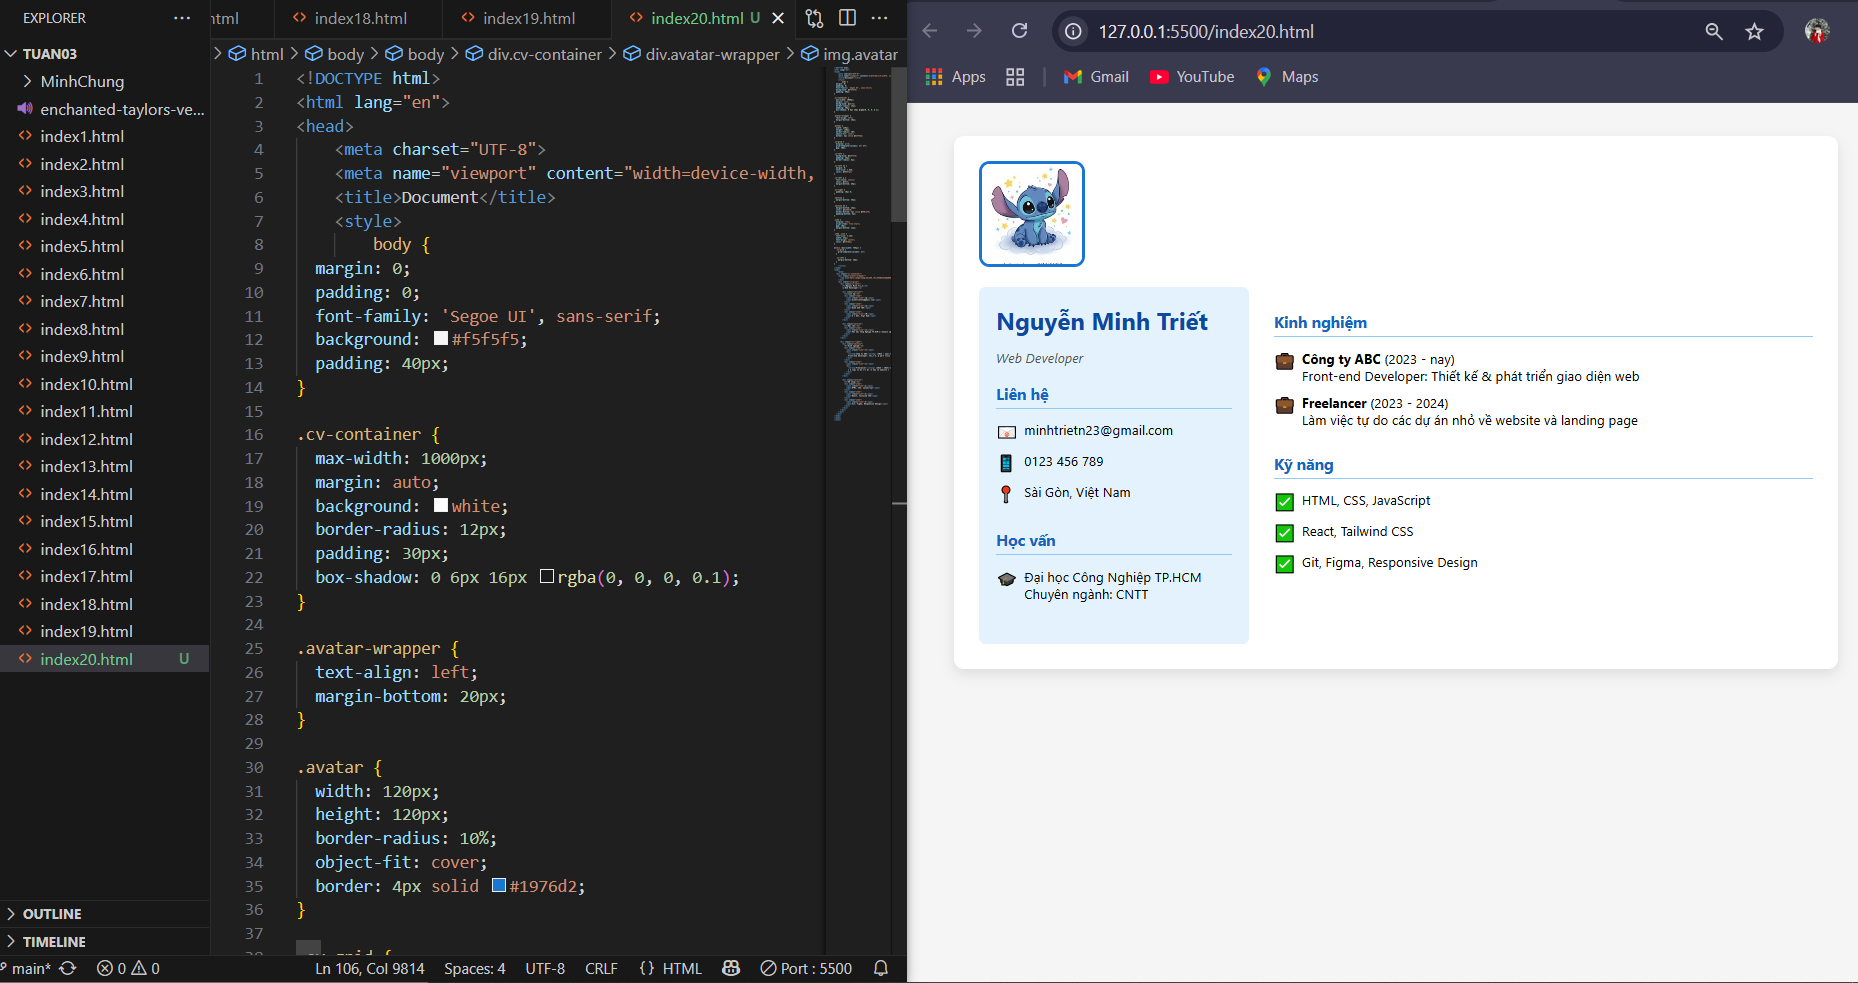 EXPLORER
TUAN03
MinhChung
enchanted-taylors-ve...
index1.html
index2.html
index3.html
index4.html
index5.html
index6.html
index7.html
index8.html
index9.html
index10.html
index11.html
index12.html
index13.html
index14.html
index15.html
index16.html
index17.html
index18.html
index19.html
index20.html U
OUTLINE
TIMELINE
html index18.html index19.html index20.html U
html > body > body > div.cv-container > div.avatar-wrapper > img.avatar
1 <!DOCTYPE html>
2 <html lang="en">
3 <head>
4 <meta charset="UTF-8">
5 <meta name="viewport" content="width=device-width,
6 <title>Document</title>
7 <style>
8 body {
9 margin: 0;
10 padding: 0;
11 font-family: 'Segoe UI', sans-serif;
12 background: #f5f5f5;
13 padding: 40px;
14 }
15
16 .cv-container {
17 max-width: 1000px;
18 margin: auto;
19 background: white;
20 border-radius: 12px;
21 padding: 30px;
22 box-shadow: 0 6px 16px rgba(0, 0, 0, 0.1);
23 }
24
25 .avatar-wrapper {
26 text-align: left;
27 margin-bottom: 20px;
28 }
29
30 .avatar {
31 width: 120px;
32 height: 120px;
33 border-radius: 10%;
34 object-fit: cover;
35 border: 4px solid #1976d2;
36 }
37
main* 0 0 Ln 106, Col 9814 Spaces: 4 UTF-8 CRLF {} HTML Port : 5500
127.0.0.1:5500/index20.html
Apps Gmail YouTube Maps
Nguyễn Minh Triết
Web Developer
Liên hệ
minhtrietn23@gmail.com
0123 456 789
Sài Gòn, Việt Nam
Học vấn
Đại học Công Nghiệp TP.HCM
Chuyên ngành: CNTT
Kinh nghiệm
Công ty ABC (2023 - nay)
Front-end Developer: Thiết kế & phát triển giao diện web
Freelancer (2023 - 2024)
Làm việc tự do các dự án nhỏ về website và landing page
Kỹ năng
HTML, CSS, JavaScript
React, Tailwind CSS
Git, Figma, Responsive Design